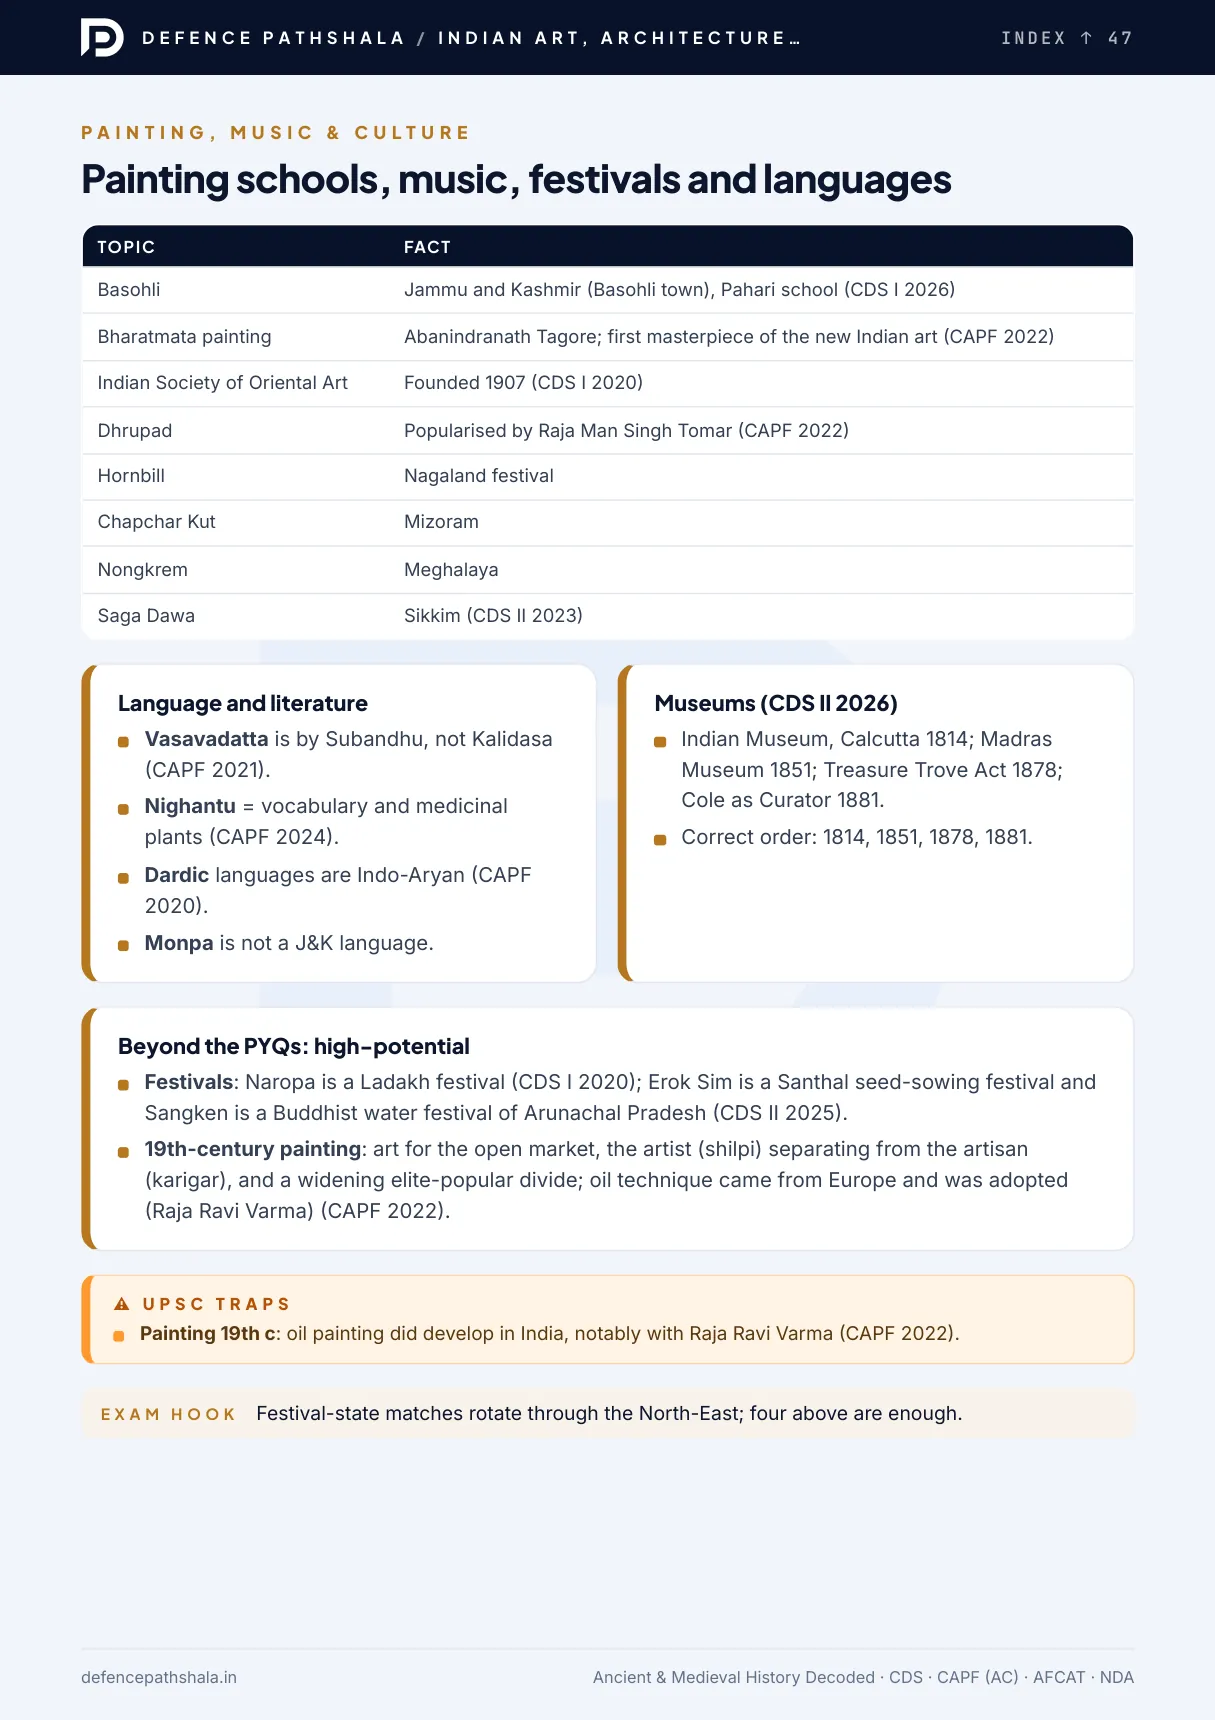 DEFENCE PATHSHALA / INDIAN ART, ARCHITECTURE…
INDEX ↑ 47
PAINTING, MUSIC & CULTURE
Painting schools, music, festivals and languages
TOPIC FACT
Basohli Jammu and Kashmir (Basohli town), Pahari school (CDS I 2026)
Bharatmata painting Abanindranath Tagore; first masterpiece of the new Indian art (CAPF 2022)
Indian Society of Oriental Art Founded 1907 (CDS I 2020)
Dhrupad Popularised by Raja Man Singh Tomar (CAPF 2022)
Hornbill Nagaland festival
Chapchar Kut Mizoram
Nongkrem Meghalaya
Saga Dawa Sikkim (CDS II 2023)
Language and literature
Vasavadatta is by Subandhu, not Kalidasa
(CAPF 2021).
Nighantu = vocabulary and medicinal
plants (CAPF 2024).
Dardic languages are Indo-Aryan (CAPF
2020).
Monpa is not a J&K language.
Museums (CDS II 2026)
Indian Museum, Calcutta 1814; Madras
Museum 1851; Treasure Trove Act 1878;
Cole as Curator 1881.
Correct order: 1814, 1851, 1878, 1881.
Beyond the PYQs: high-potential
Festivals: Naropa is a Ladakh festival (CDS I 2020); Erok Sim is a Santhal seed-sowing festival and
Sangken is a Buddhist water festival of Arunachal Pradesh (CDS II 2025).
19th-century painting: art for the open market, the artist (shilpi) separating from the artisan
(karigar), and a widening elite-popular divide; oil technique came from Europe and was adopted
(Raja Ravi Varma) (CAPF 2022).
⚠ UPSC TRAPS
Painting 19th c: oil painting did develop in India, notably with Raja Ravi Varma (CAPF 2022).
EXAM HOOK Festival-state matches rotate through the North-East; four above are enough.
defencepathshala.in
Ancient & Medieval History Decoded · CDS · CAPF (AC) · AFCAT · NDA